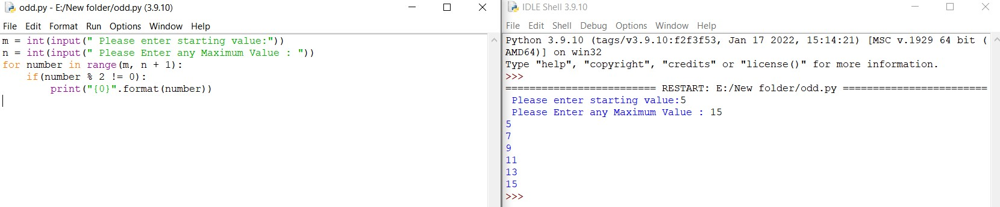 odd.py - E:/New folder/odd.py (3.9.10)
File Edit Format Run Options Window Help
m = int(input(" Please enter starting value:"))
n = int(input(" Please Enter any Maximum Value : "))
for number in range(m, n + 1):
    if(number % 2 != 0):
        print("{0}".format(number))
IDLE Shell 3.9.10
File Edit Shell Debug Options Window Help
Python 3.9.10 (tags/v3.9.10:f2f3f53, Jan 17 2022, 15:14:21) [MSC v.1929 64 bit (
AMD64)] on win32
Type "help", "copyright", "credits" or "license()" for more information.
>>>
========================= RESTART: E:/New folder/odd.py ========================
 Please enter starting value:5
 Please Enter any Maximum Value : 15
5
7
9
11
13
15
>>>